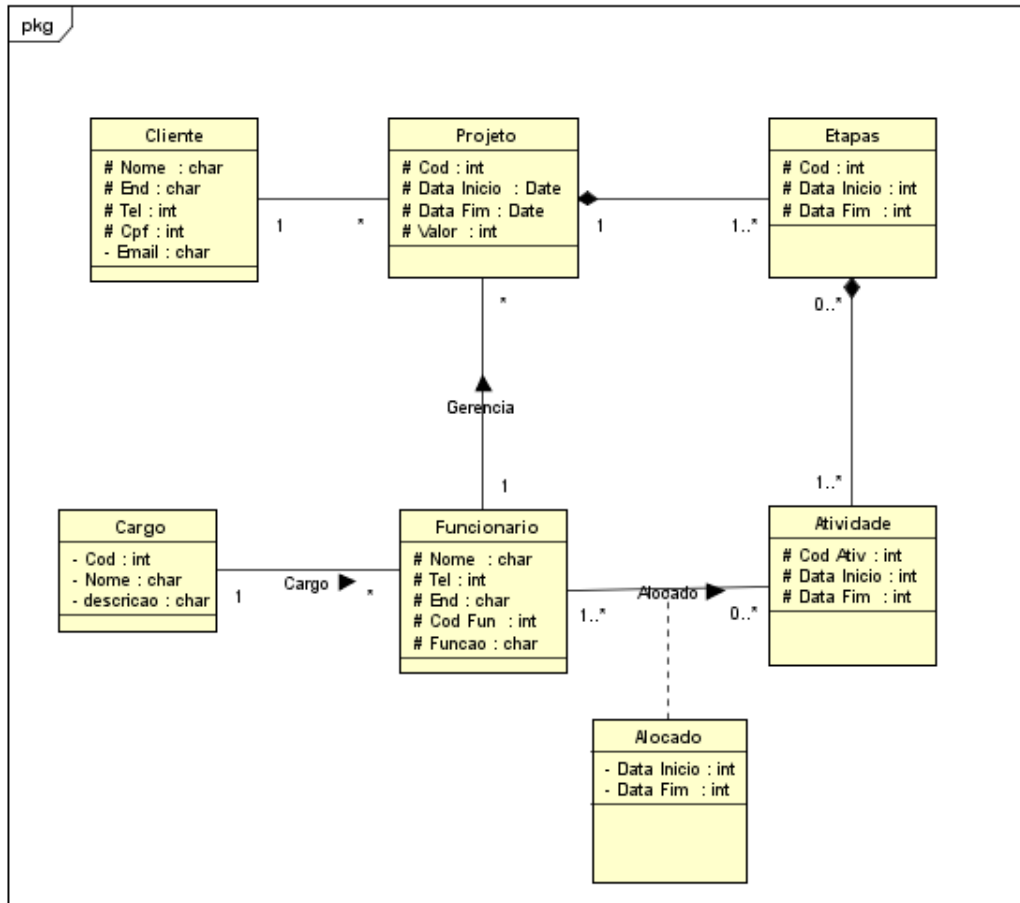 pkg
Cliente
# Nome : char
# End : char
# Tel : int
# Cpf : int
- Email : char
1
*
Projeto
# Cod : int
# Data Inicio : Date
# Data Fim : Date
# Valor : int
1
1..*
Etapas
# Cod : int
# Data Inicio : int
# Data Fim : int
0..*
*
Gerencia
1
1..*
Cargo
- Cod : int
- Nome : char
- descricao : char
1
Cargo
*
Funcionario
# Nome : char
# Tel : int
# End : char
# Cod Fun : int
# Funcao : char
1..*
Alocado
0..*
Atividade
# Cod Ativ : int
# Data Inicio : int
# Data Fim : int
Alocado
- Data Inicio : int
- Data Fim : int